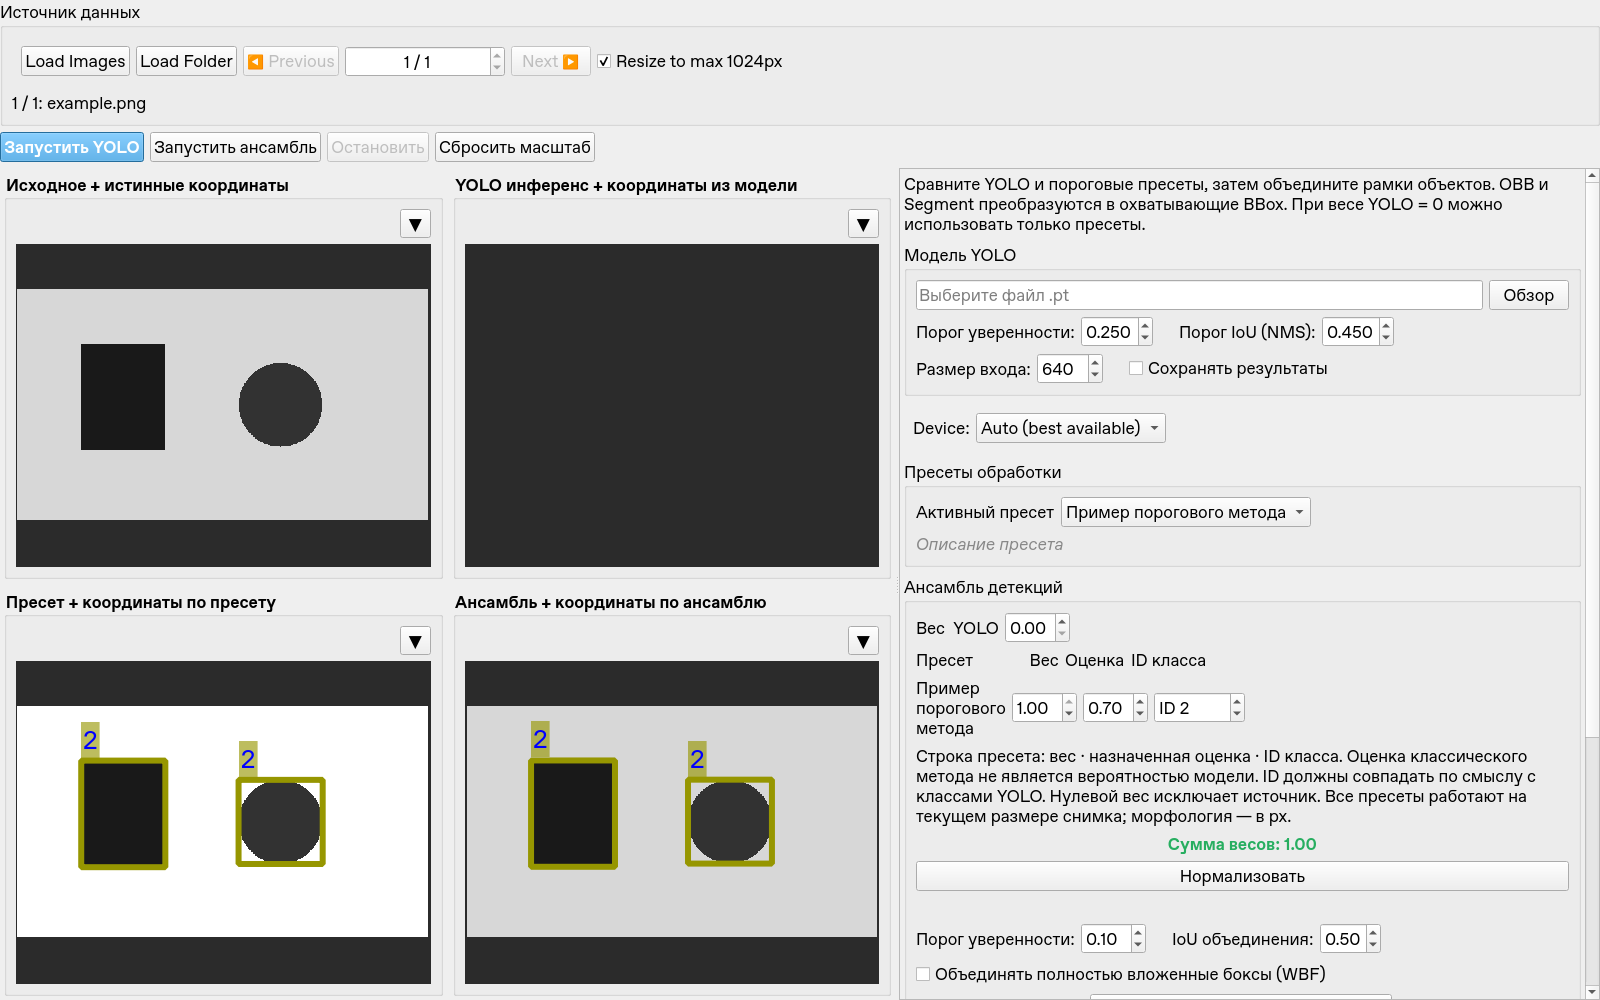 Источник данных
Load Images Load Folder Previous 1 / 1 Next Resize to max 1024px
1 / 1: example.png
Запустить YOLO Запустить ансамбль Остановить Сбросить масштаб
Исходное + истинные координаты
YOLO инференс + координаты из модели
Пресет + координаты по пресету
2
2
Ансамбль + координаты по ансамблю
2
2
Сравните YOLO и пороговые пресеты, затем объедините рамки объектов. OBB и
Segment преобразуются в охватывающие BBox. При весе YOLO = 0 можно
использовать только пресеты.
Модель YOLO
Выберите файл .pt Обзор
Порог уверенности: 0.250 Порог IoU (NMS): 0.450
Размер входа: 640 Сохранять результаты
Device: Auto (best available)
Пресеты обработки
Активный пресет Пример порогового метода
Описание пресета
Ансамбль детекций
Вес YOLO 0.00
Пресет Вес Оценка ID класса
Пример
порогового 1.00 0.70 ID 2
метода
Строка пресета: вес · назначенная оценка · ID класса. Оценка классического
метода не является вероятностью модели. ID должны совпадать по смыслу с
классами YOLO. Нулевой вес исключает источник. Все пресеты работают на
текущем размере снимка; морфология — в px.
Сумма весов: 1.00
Нормализовать
Порог уверенности: 0.10 IoU объединения: 0.50
Объединять полностью вложенные боксы (WBF)